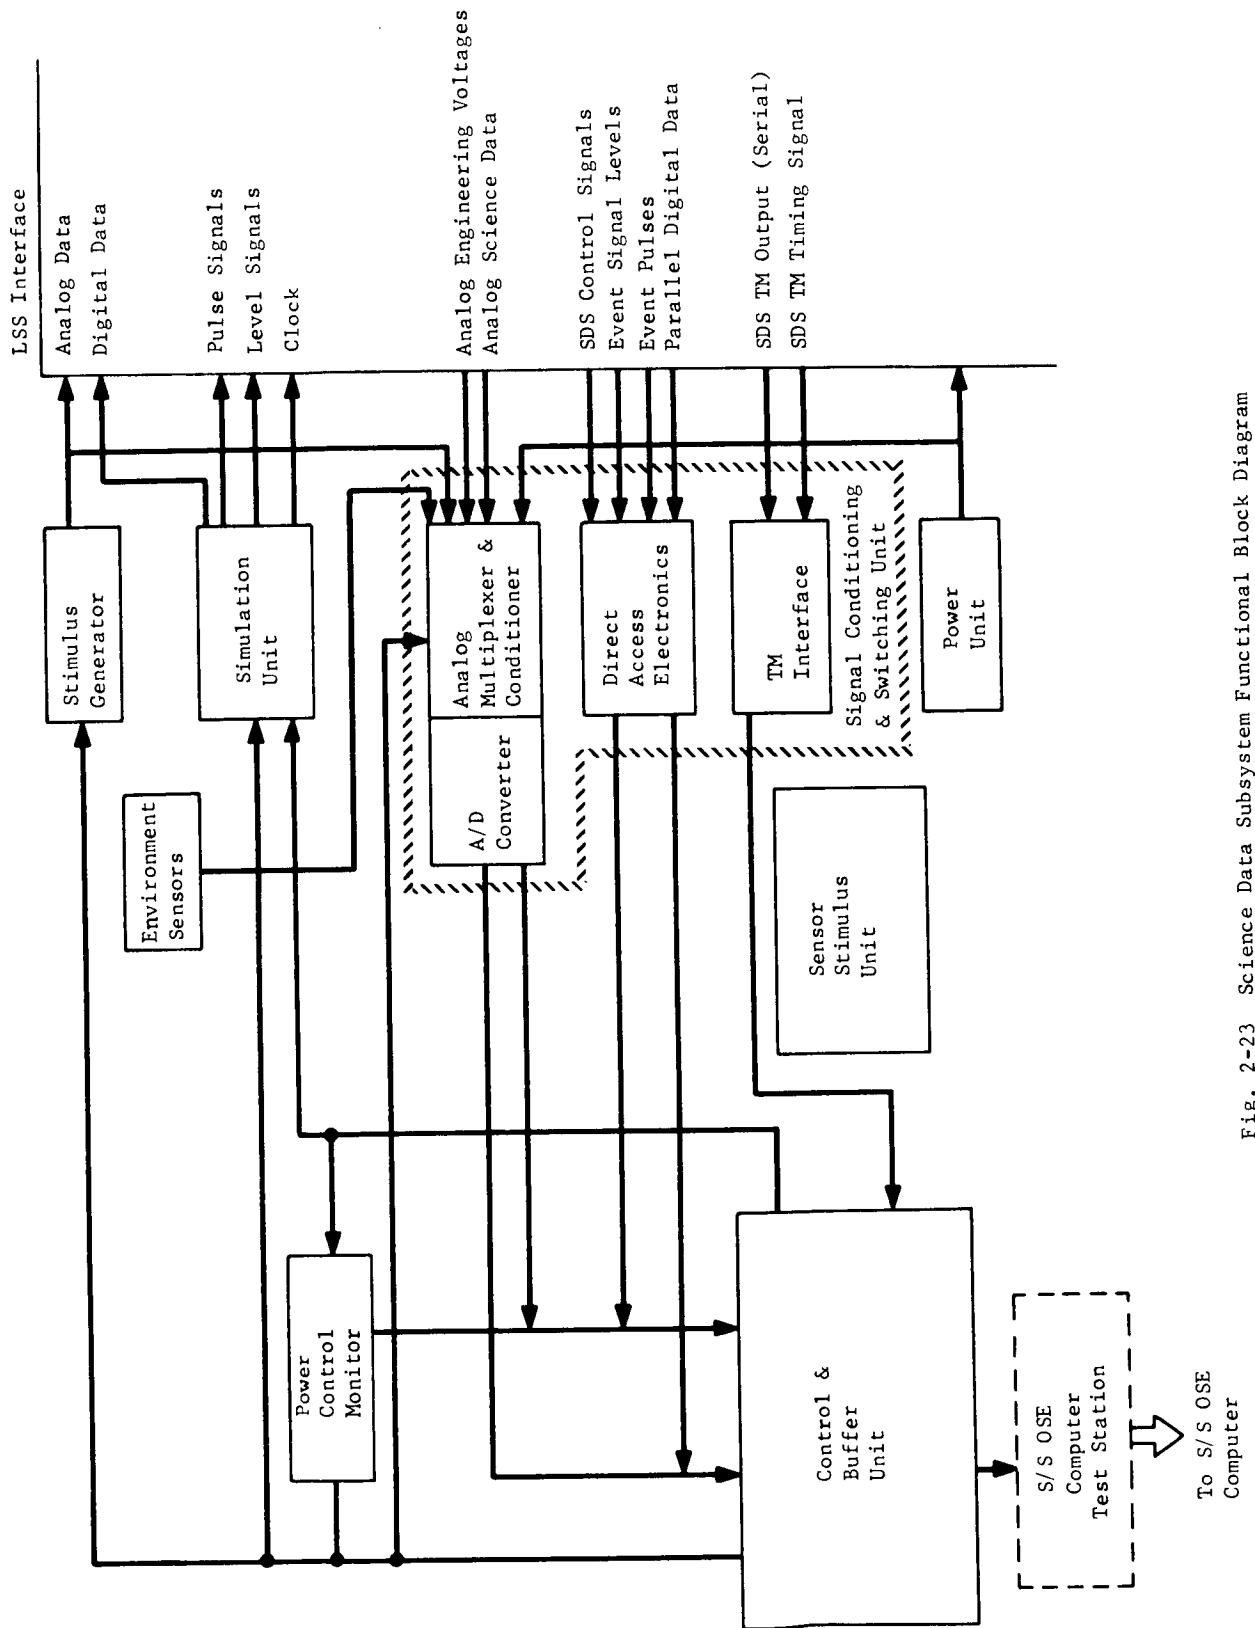 LSS Interface
Analog Data
Digital Data
Pulse Signals
Level Signals
Clock
Analog Engineering Voltages
Analog Science Data
SDS Control Signals
Event Signal Levels
Event Pulses
Parallel Digital Data
SDS TM Output (Serial)
SDS TM Timing Signal
Stimulus
Generator
Simulation
Unit
Environment
Sensors
Analog
Multiplexer &
Conditioner
A/D
Converter
Direct
Access
Electronics
TM
Interface
Signal Conditioning
& Switching Unit
Power
Unit
Sensor
Stimulus
Unit
Power
Control
Monitor
Control &
Buffer
Unit
S/S OSE
Computer
Test Station
To S/S OSE
Computer
Fig. 2-23 Science Data Subsystem Functional Block Diagram